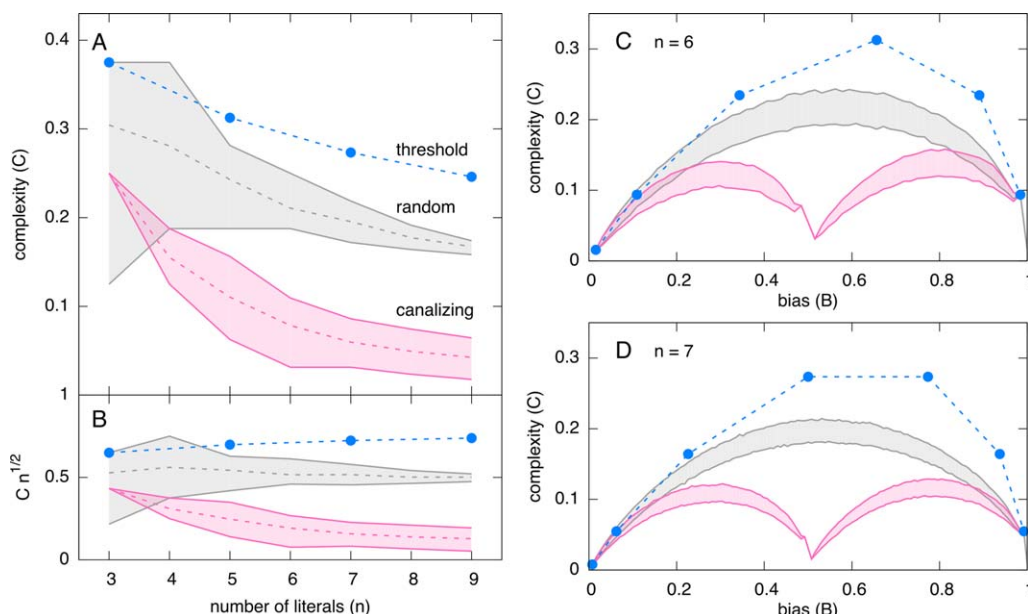 A
0.4
0.3
0.2
0.1
complexity (C)
threshold
random
canalizing
B
1
0.5
0
C n^{1/2}
3 4 5 6 7 8 9
number of literals (n)
C n = 6
0.3
0.2
0.1
0
complexity (C)
0 0.2 0.4 0.6 0.8 1
bias (B)
D n = 7
0.3
0.2
0.1
0
complexity (C)
0 0.2 0.4 0.6 0.8 1
bias (B)